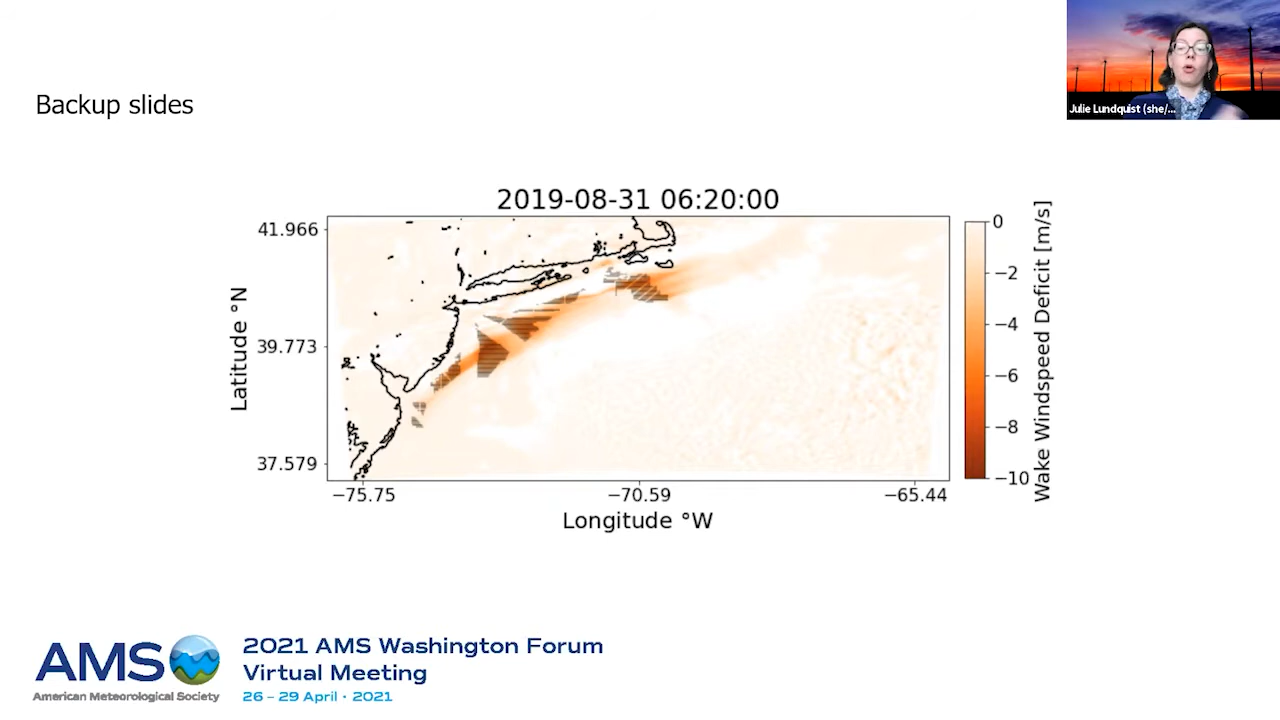 Julie Lundquist (she/...
Backup slides
2019-08-31 06:20:00
41.966
39.773
37.579
Latitude °N
−75.75
−70.59
−65.44
Longitude °W
0
−2
−4
−6
−8
−10
Wake Windspeed Deficit [m/s]
AMS
American Meteorological Society
2021 AMS Washington Forum
Virtual Meeting
26 – 29 April · 2021